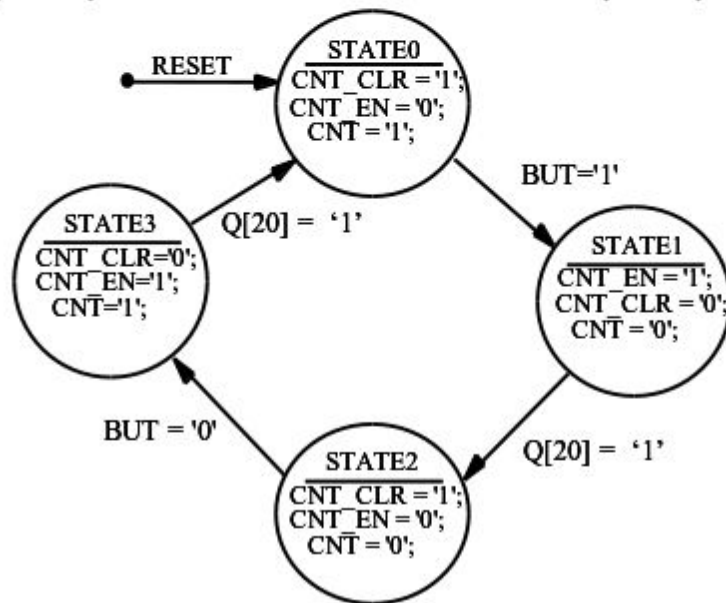 RESET
STATE0
CNT_CLR = '1';
CNT_EN = '0';
CNT = '1';
BUT='1'
STATE3
CNT_CLR='0';
CNT_EN='1';
CNT='1';
Q[20] = ‘1’
STATE1
CNT_EN = '1';
CNT_CLR = '0';
CNT = '0';
BUT = '0'
Q[20] = ‘1’
STATE2
CNT_CLR = '1';
CNT_EN = '0';
CNT = '0';